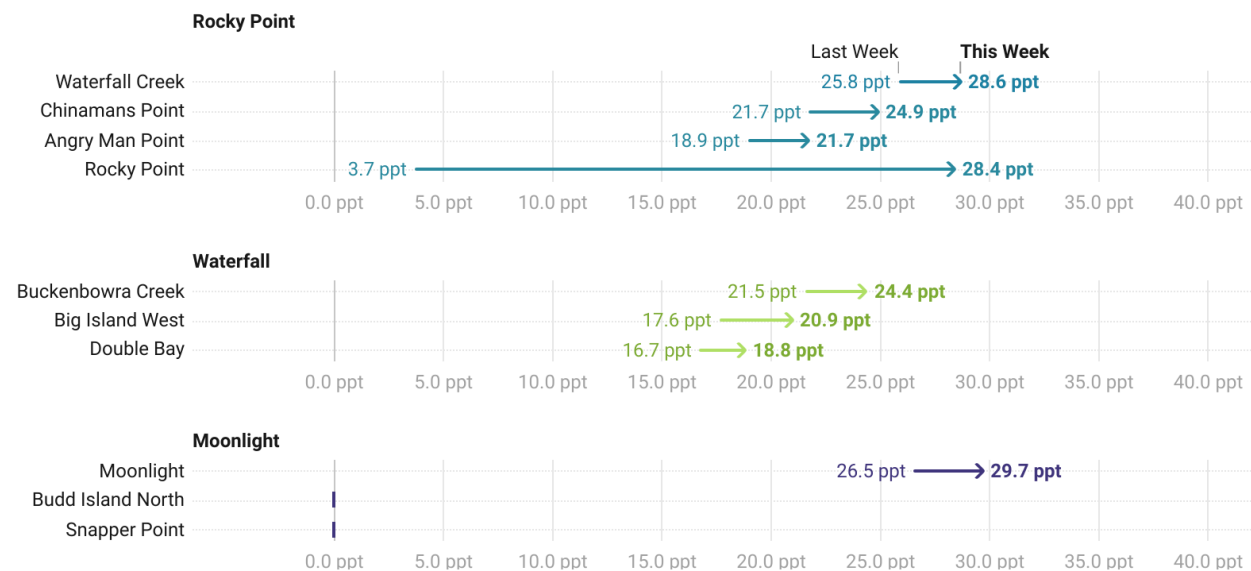 Rocky Point
Last Week This Week
Waterfall Creek 25.8 ppt 28.6 ppt
Chinamans Point 21.7 ppt 24.9 ppt
Angry Man Point 18.9 ppt 21.7 ppt
Rocky Point 3.7 ppt 28.4 ppt
0.0 ppt 5.0 ppt 10.0 ppt 15.0 ppt 20.0 ppt 25.0 ppt 30.0 ppt 35.0 ppt 40.0 ppt
Waterfall
Buckenbowra Creek 21.5 ppt 24.4 ppt
Big Island West 17.6 ppt 20.9 ppt
Double Bay 16.7 ppt 18.8 ppt
0.0 ppt 5.0 ppt 10.0 ppt 15.0 ppt 20.0 ppt 25.0 ppt 30.0 ppt 35.0 ppt 40.0 ppt
Moonlight
Moonlight 26.5 ppt 29.7 ppt
Budd Island North
Snapper Point
0.0 ppt 5.0 ppt 10.0 ppt 15.0 ppt 20.0 ppt 25.0 ppt 30.0 ppt 35.0 ppt 40.0 ppt